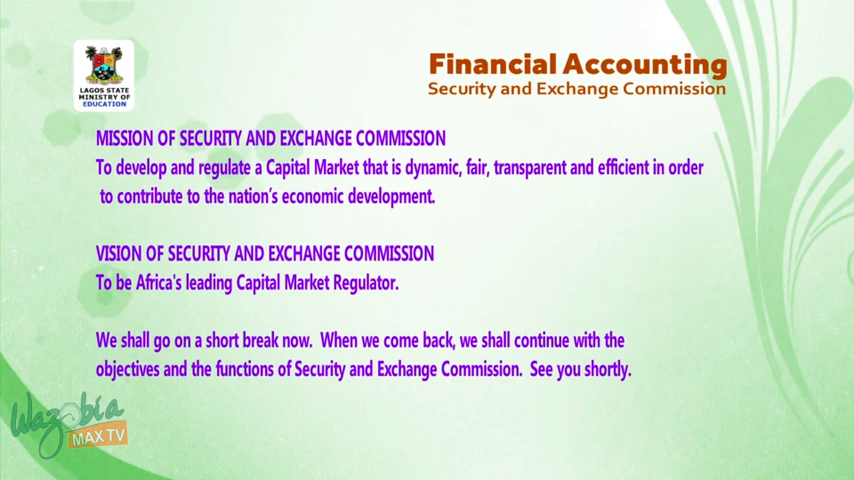 LAGOS STATE
MINISTRY OF
EDUCATION
Financial Accounting
Security and Exchange Commission
MISSION OF SECURITY AND EXCHANGE COMMISSION
To develop and regulate a Capital Market that is dynamic, fair, transparent and efficient in order
to contribute to the nation's economic development.
VISION OF SECURITY AND EXCHANGE COMMISSION
To be Africa's leading Capital Market Regulator.
We shall go on a short break now. When we come back, we shall continue with the
objectives and the functions of Security and Exchange Commission. See you shortly.
Wazobia
MAX TV